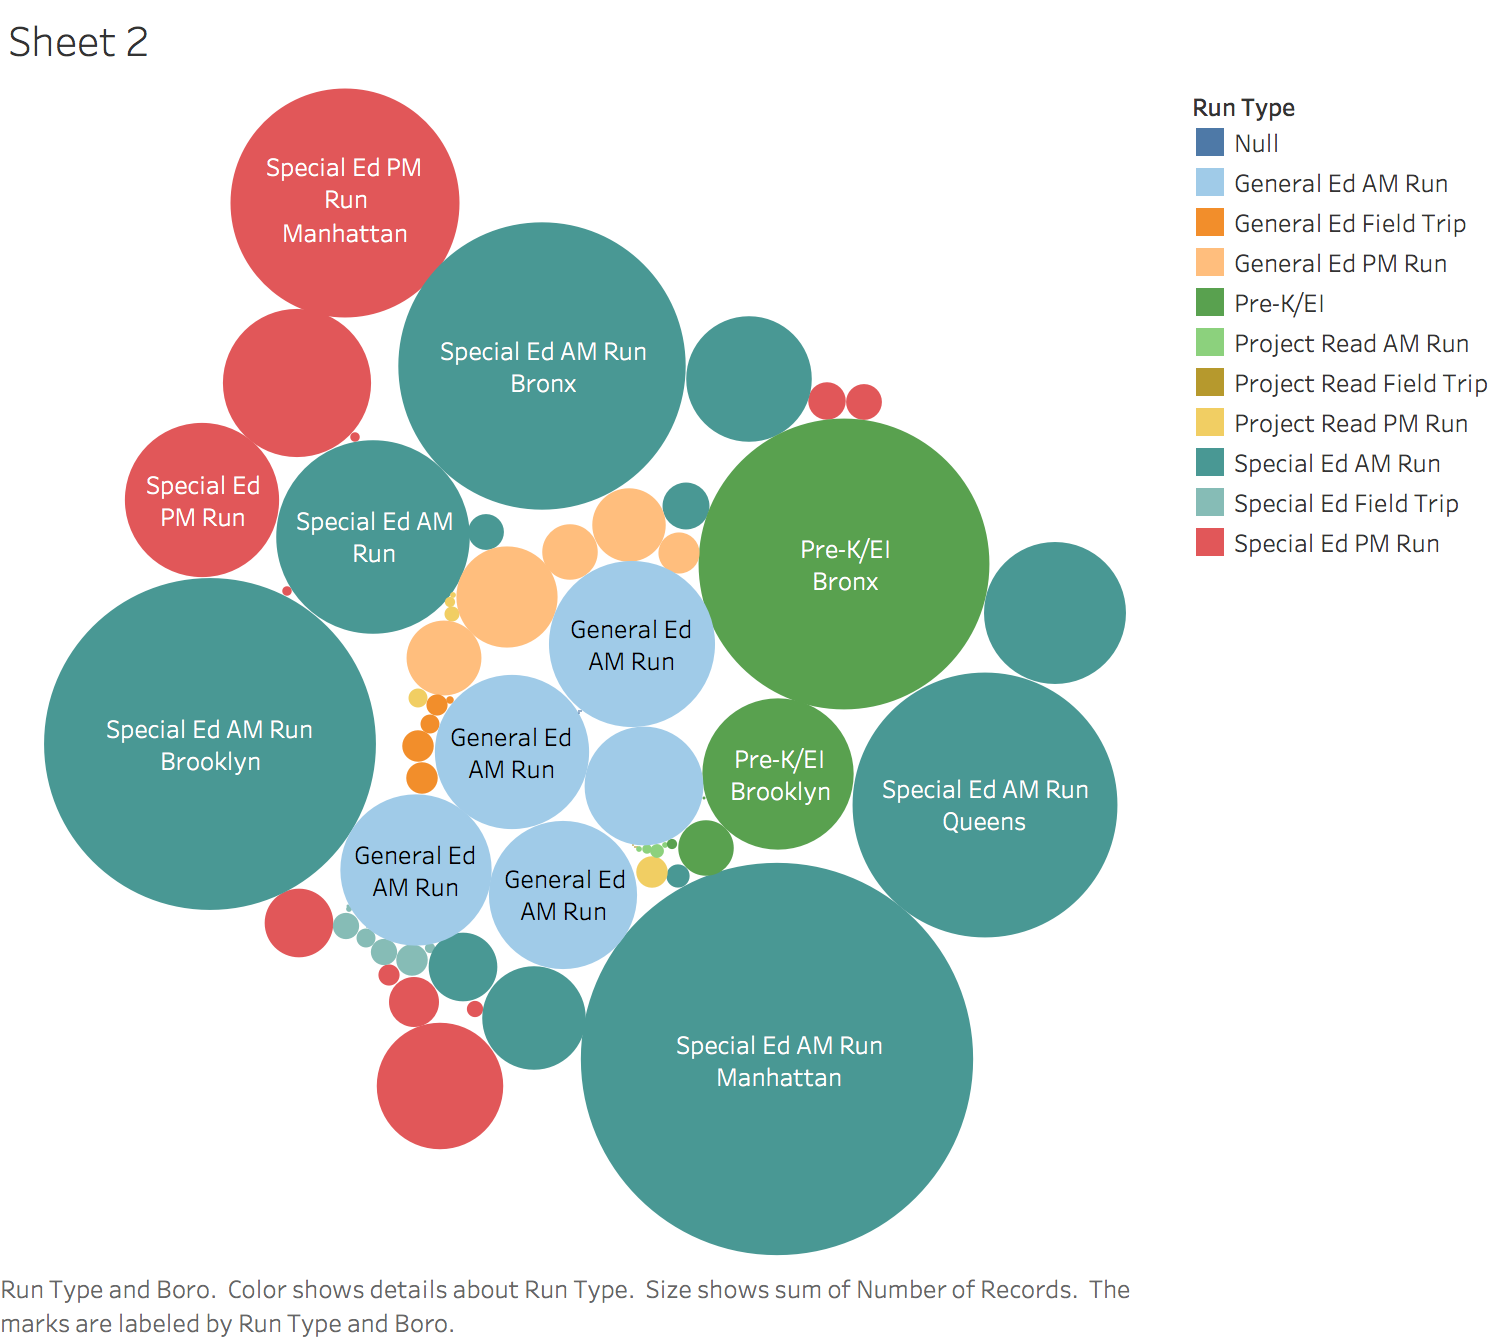 Sheet 2
Special Ed PM
Run
Manhattan
Special Ed AM Run
Bronx
Special Ed
PM Run
Special Ed AM
Run
Pre-K/EI
Bronx
General Ed
AM Run
Special Ed AM Run
Brooklyn
General Ed
AM Run
Pre-K/EI
Brooklyn
Special Ed AM Run
Queens
General Ed
AM Run
General Ed
AM Run
Special Ed AM Run
Manhattan
Run Type
Null
General Ed AM Run
General Ed Field Trip
General Ed PM Run
Pre-K/EI
Project Read AM Run
Project Read Field Trip
Project Read PM Run
Special Ed AM Run
Special Ed Field Trip
Special Ed PM Run
Run Type and Boro.  Color shows details about Run Type.  Size shows sum of Number of Records.  The
marks are labeled by Run Type and Boro.